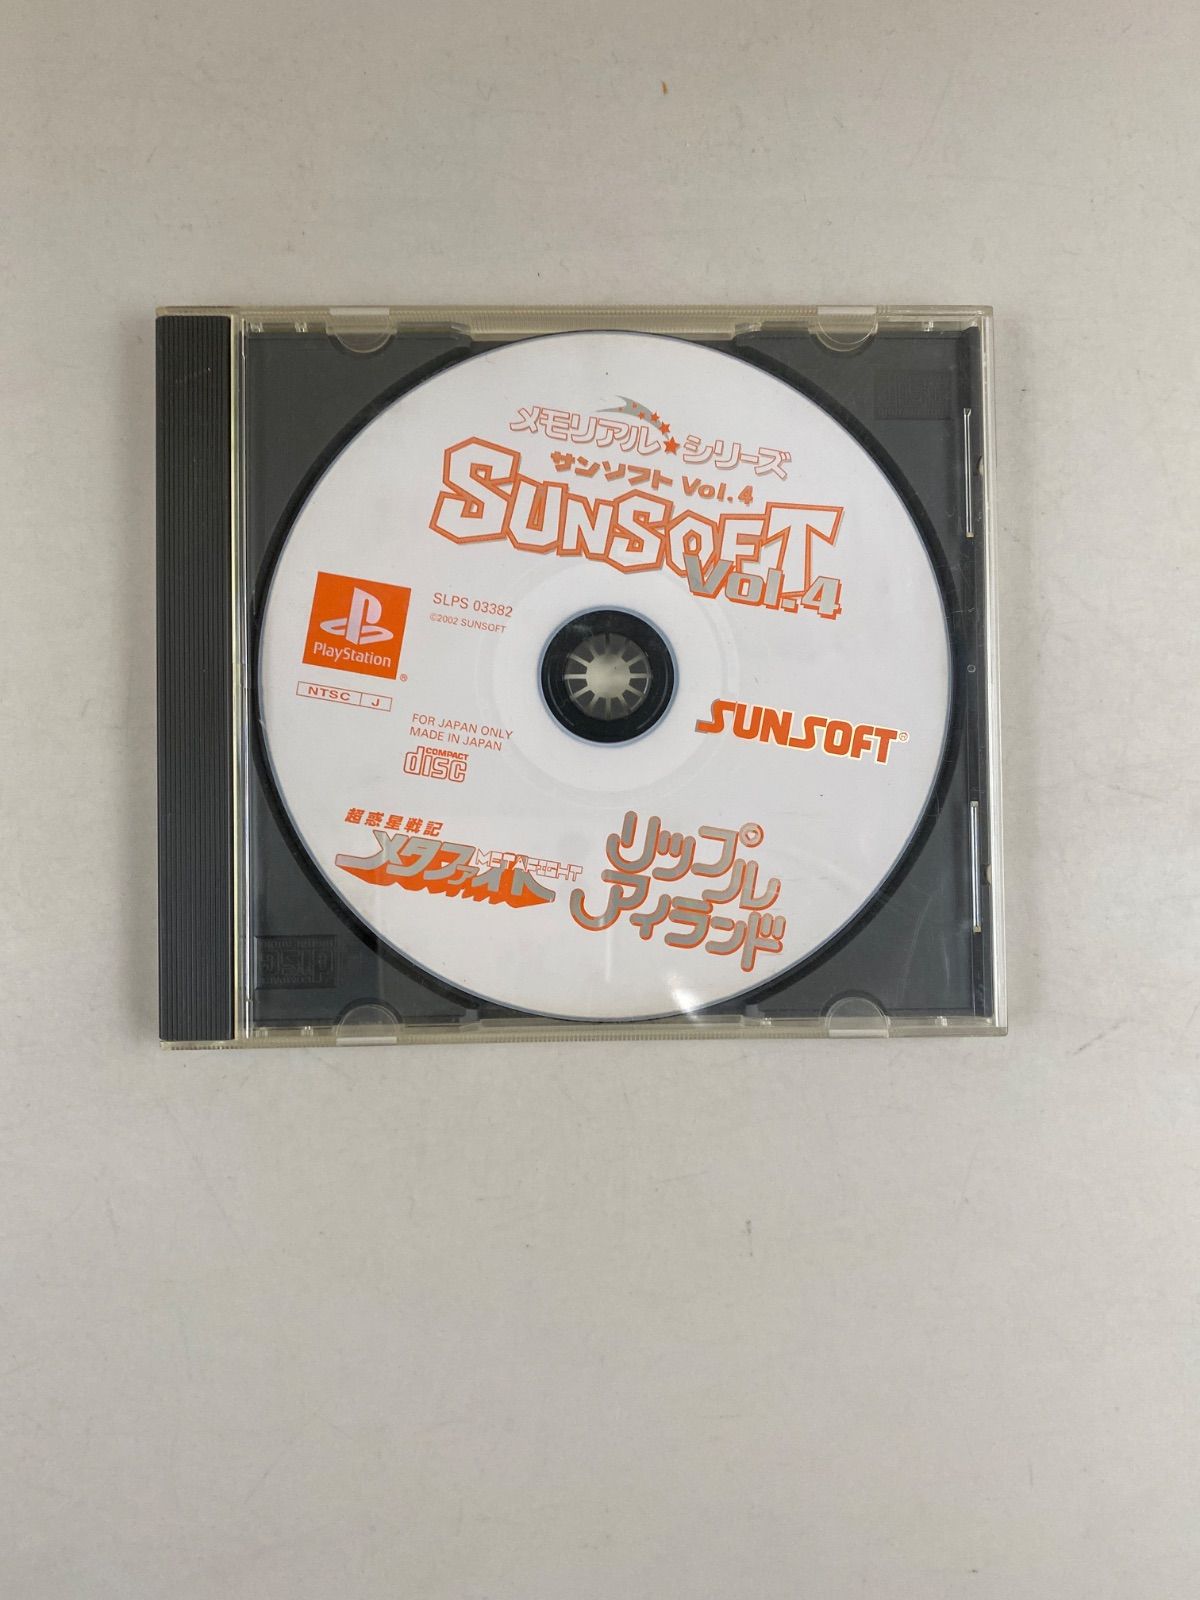 メモリアル★シリーズ
サンソフト Vol.4
SUNSOFT
Vol.4
PlayStation®
SLPS 03382
©2002 SUNSOFT
NTSC J
SUNSOFT®
FOR JAPAN ONLY
MADE IN JAPAN
COMPACT
disc
超惑星戦記
メタファイト
METAFIGHT
リップル
アイランド